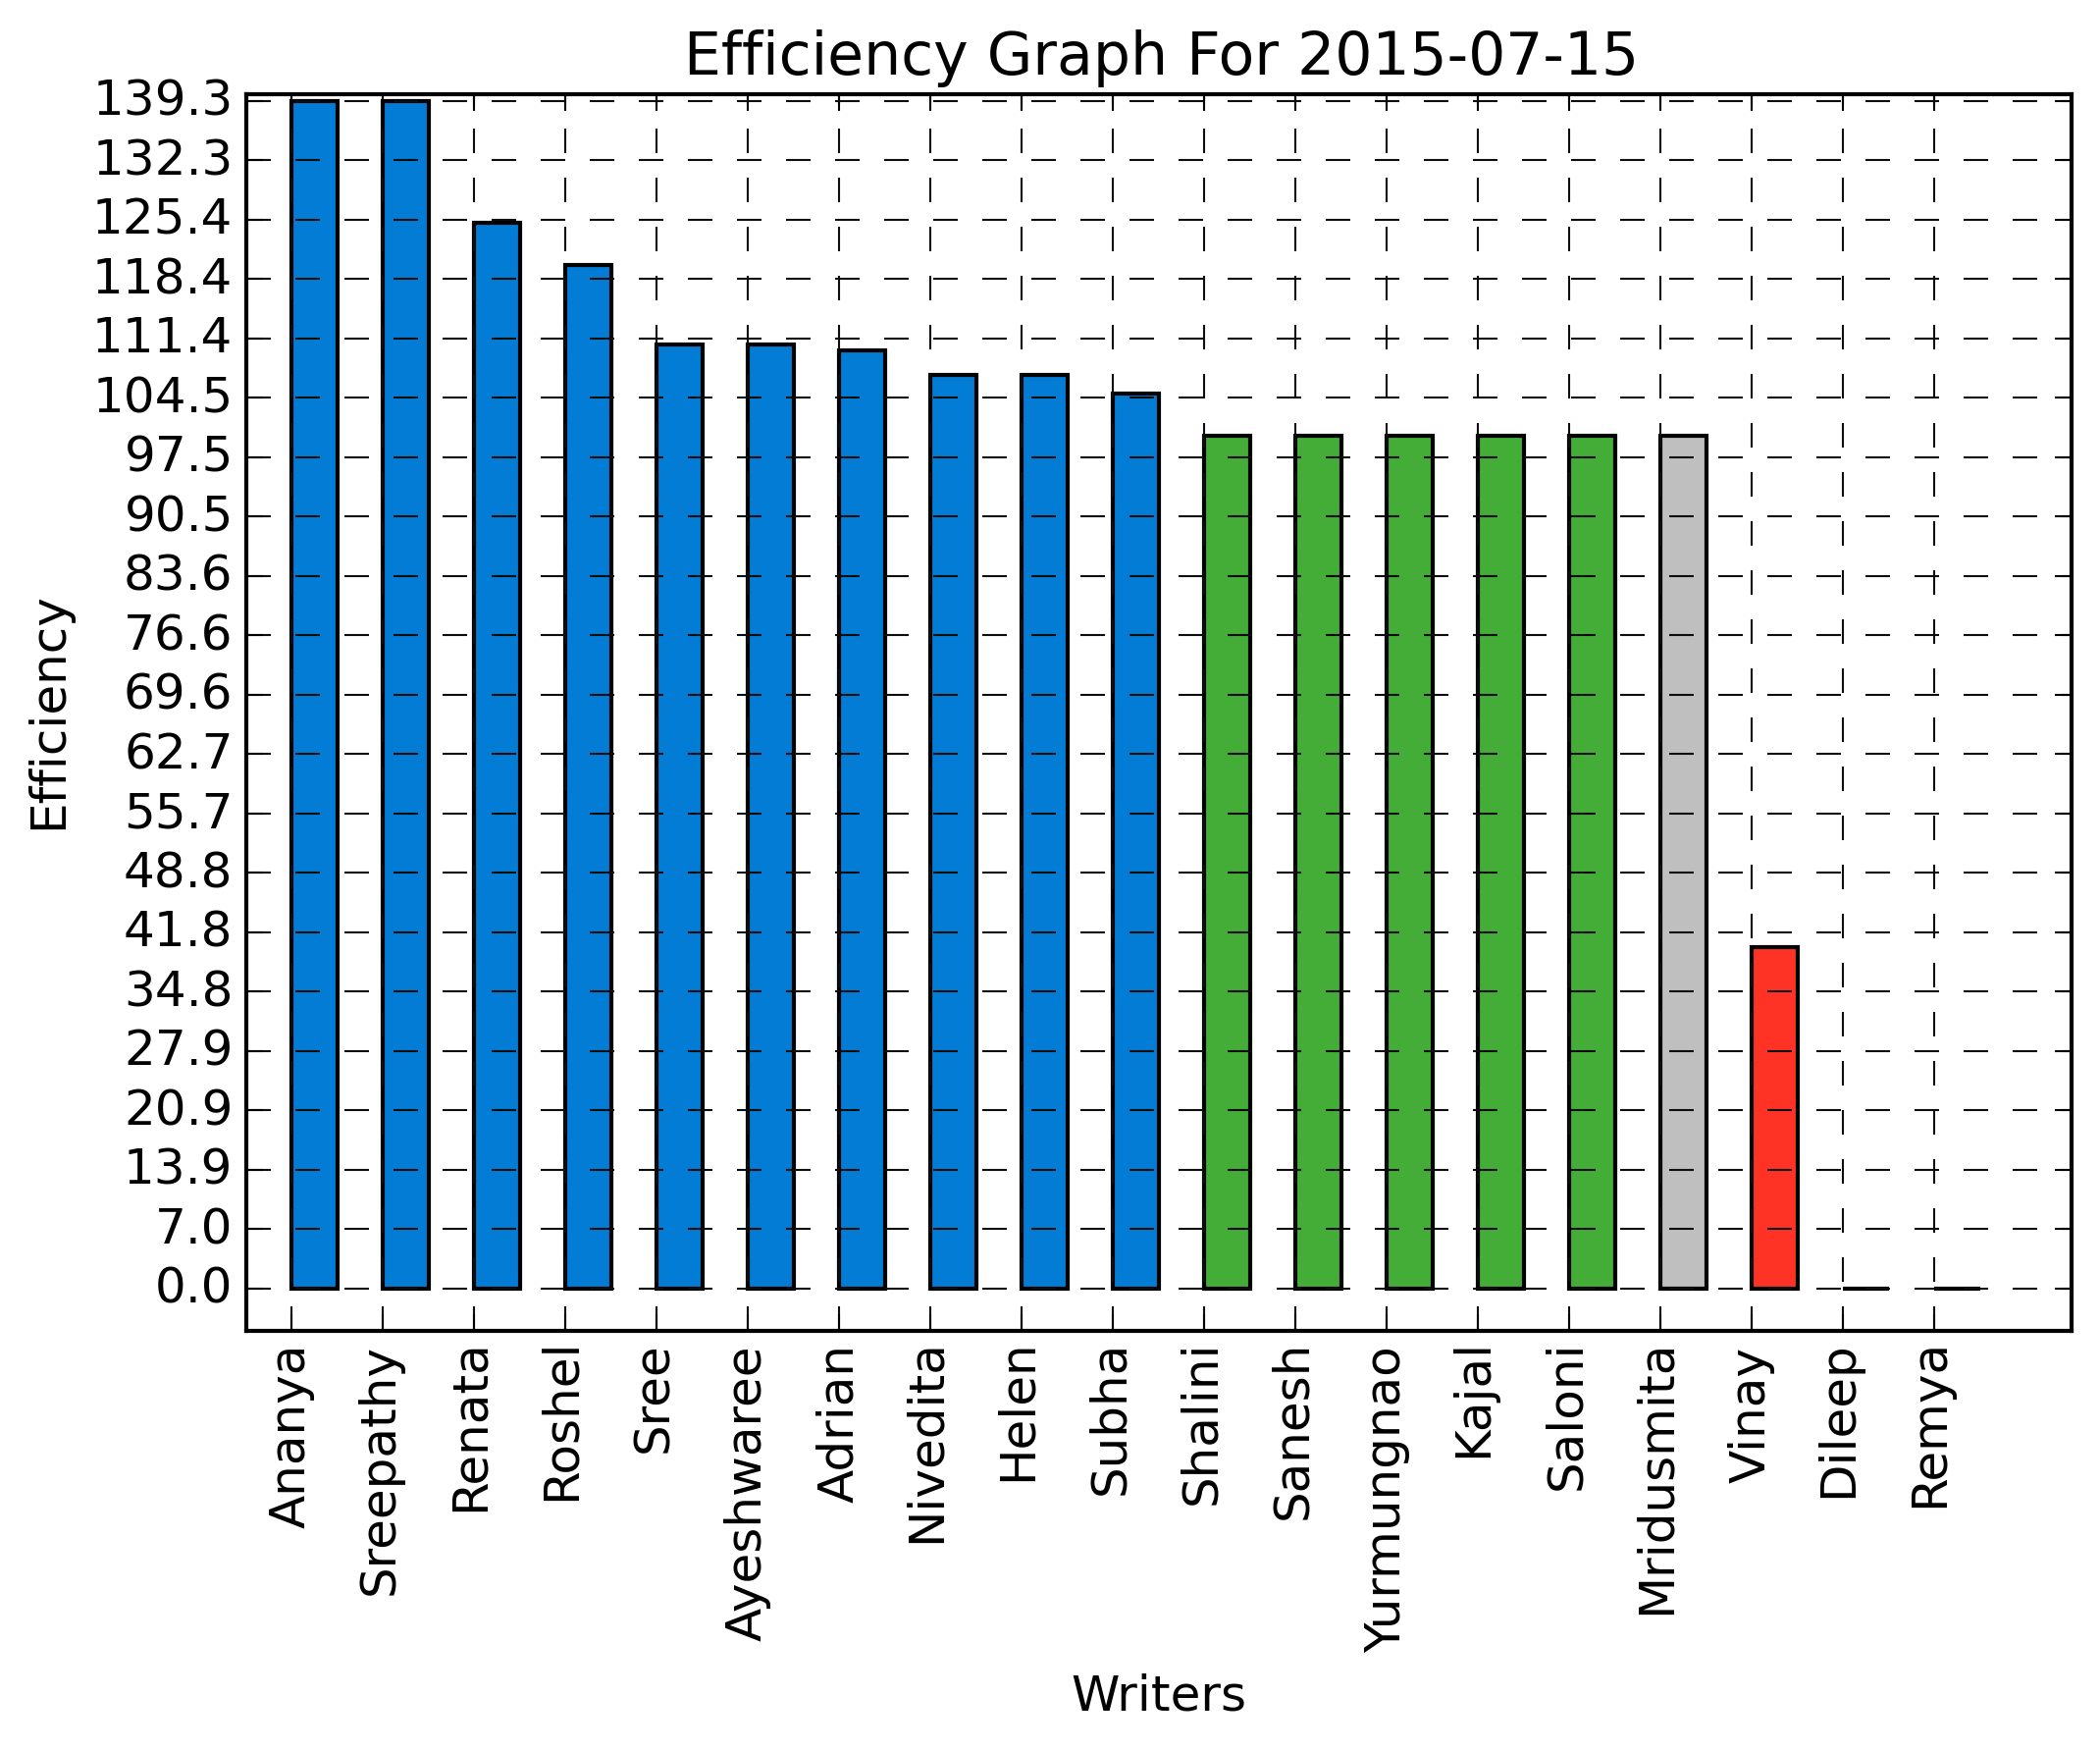 Efficiency Graph For 2015-07-15
139.3
132.3
125.4
118.4
111.4
104.5
97.5
90.5
83.6
76.6
69.6
62.7
55.7
48.8
41.8
34.8
27.9
20.9
13.9
7.0
0.0
Efficiency
Ananya
Sreepathy
Renata
Roshel
Sree
Ayeshwaree
Adrian
Nivedita
Helen
Subha
Shalini
Sanesh
Yurmungnao
Kajal
Saloni
Mridusmita
Vinay
Dileep
Remya
Writers